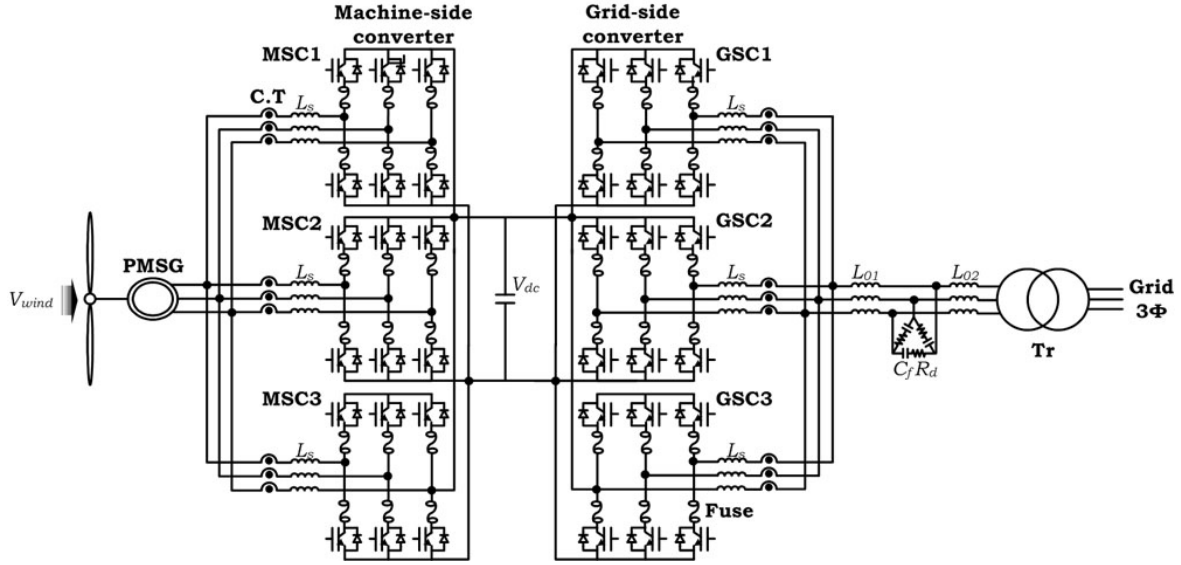 Machine-side
converter
Grid-side
converter
MSC1
GSC1
C.T
Ls
Ls
MSC2
GSC2
PMSG
Ls
Vdc
Ls
L01
L02
Vwind
Grid
3Φ
Tr
CfRd
MSC3
GSC3
Ls
Ls
Fuse